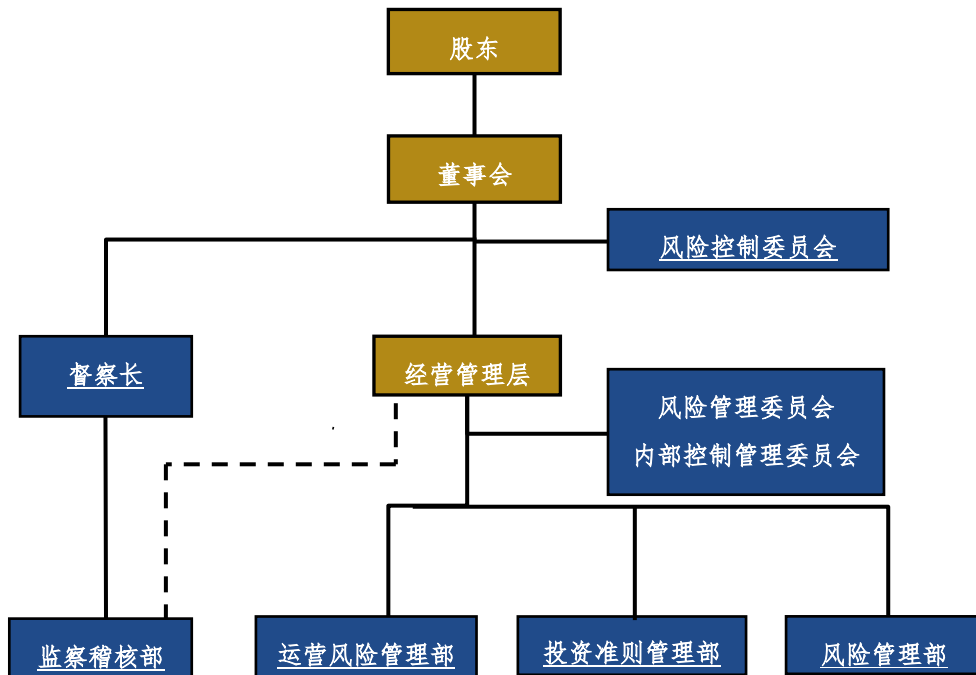 股东
董事会
风险控制委员会
督察长
经营管理层
风险管理委员会
内部控制管理委员会
监察稽核部
运营风险管理部
投资准则管理部
风险管理部